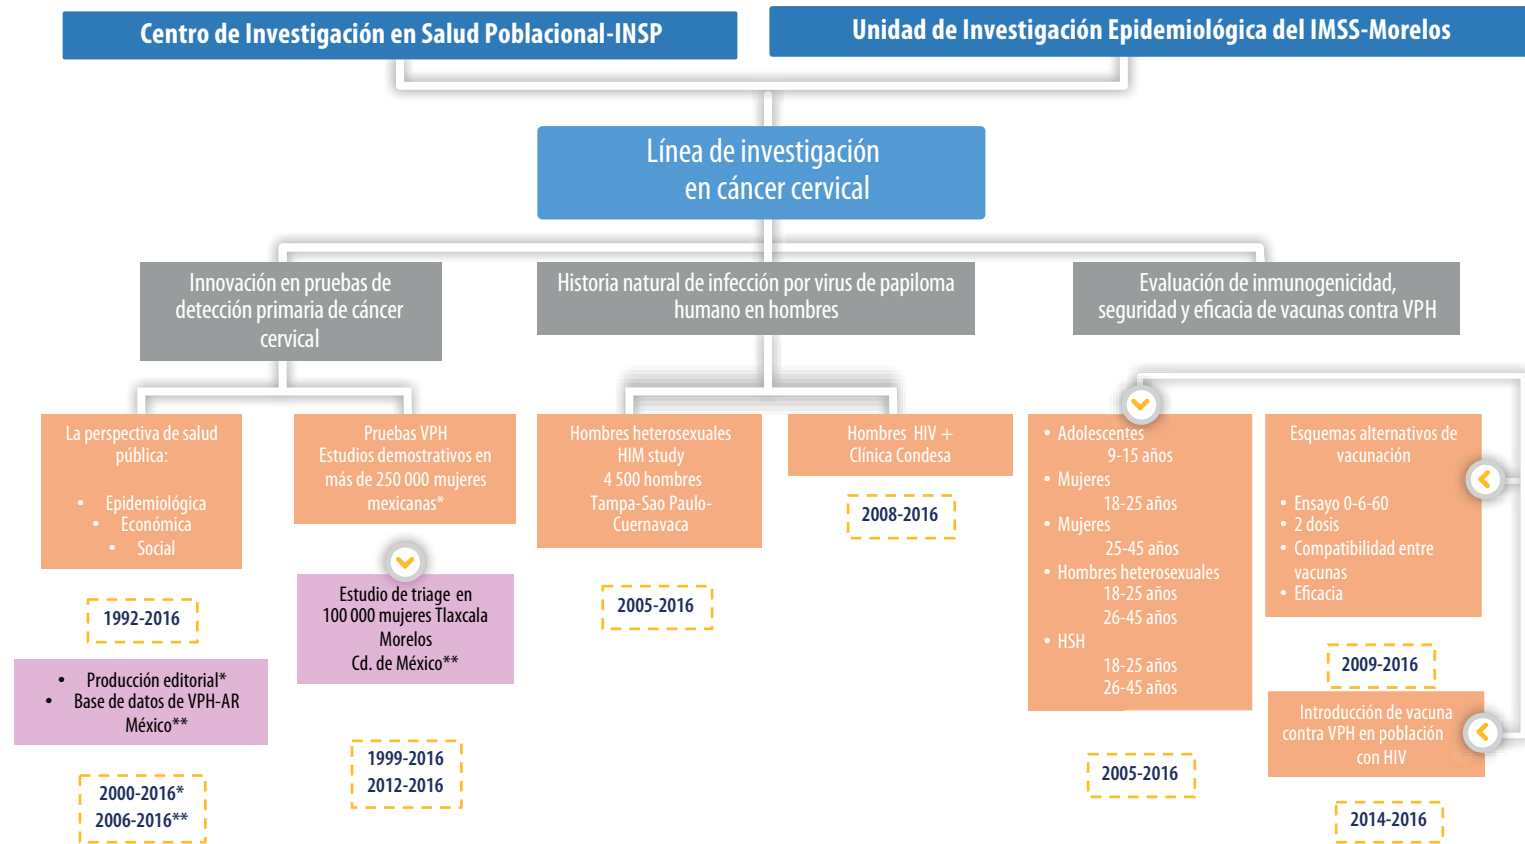 Centro de Investigación en Salud Poblacional-INSP
Unidad de Investigación Epidemiológica del IMSS-Morelos
Línea de investigación
en cáncer cervical
Innovación en pruebas de
detección primaria de cáncer
cervical
Historia natural de infección por virus de papiloma
humano en hombres
Evaluación de inmunogenicidad,
seguridad y eficacia de vacunas contra VPH
La perspectiva de salud
pública:
• Epidemiológica
• Económica
• Social
1992-2016
• Producción editorial*
• Base de datos de VPH-AR
México**
2000-2016*
2006-2016**
Pruebas VPH
Estudios demostrativos en
más de 250 000 mujeres
mexicanas*
Estudio de triage en
100 000 mujeres Tlaxcala
Morelos
Cd. de México**
1999-2016
2012-2016
Hombres heterosexuales
HIM study
4 500 hombres
Tampa-Sao Paulo-
Cuernavaca
2005-2016
Hombres HIV +
Clínica Condesa
2008-2016
• Adolescentes
9-15 años
• Mujeres
18-25 años
• Mujeres
25-45 años
• Hombres heterosexuales
18-25 años
26-45 años
• HSH
18-25 años
26-45 años
2005-2016
Esquemas alternativos de
vacunación
• Ensayo 0-6-60
• 2 dosis
• Compatibilidad entre
vacunas
• Eficacia
2009-2016
Introducción de vacuna
contra VPH en población
con HIV
2014-2016